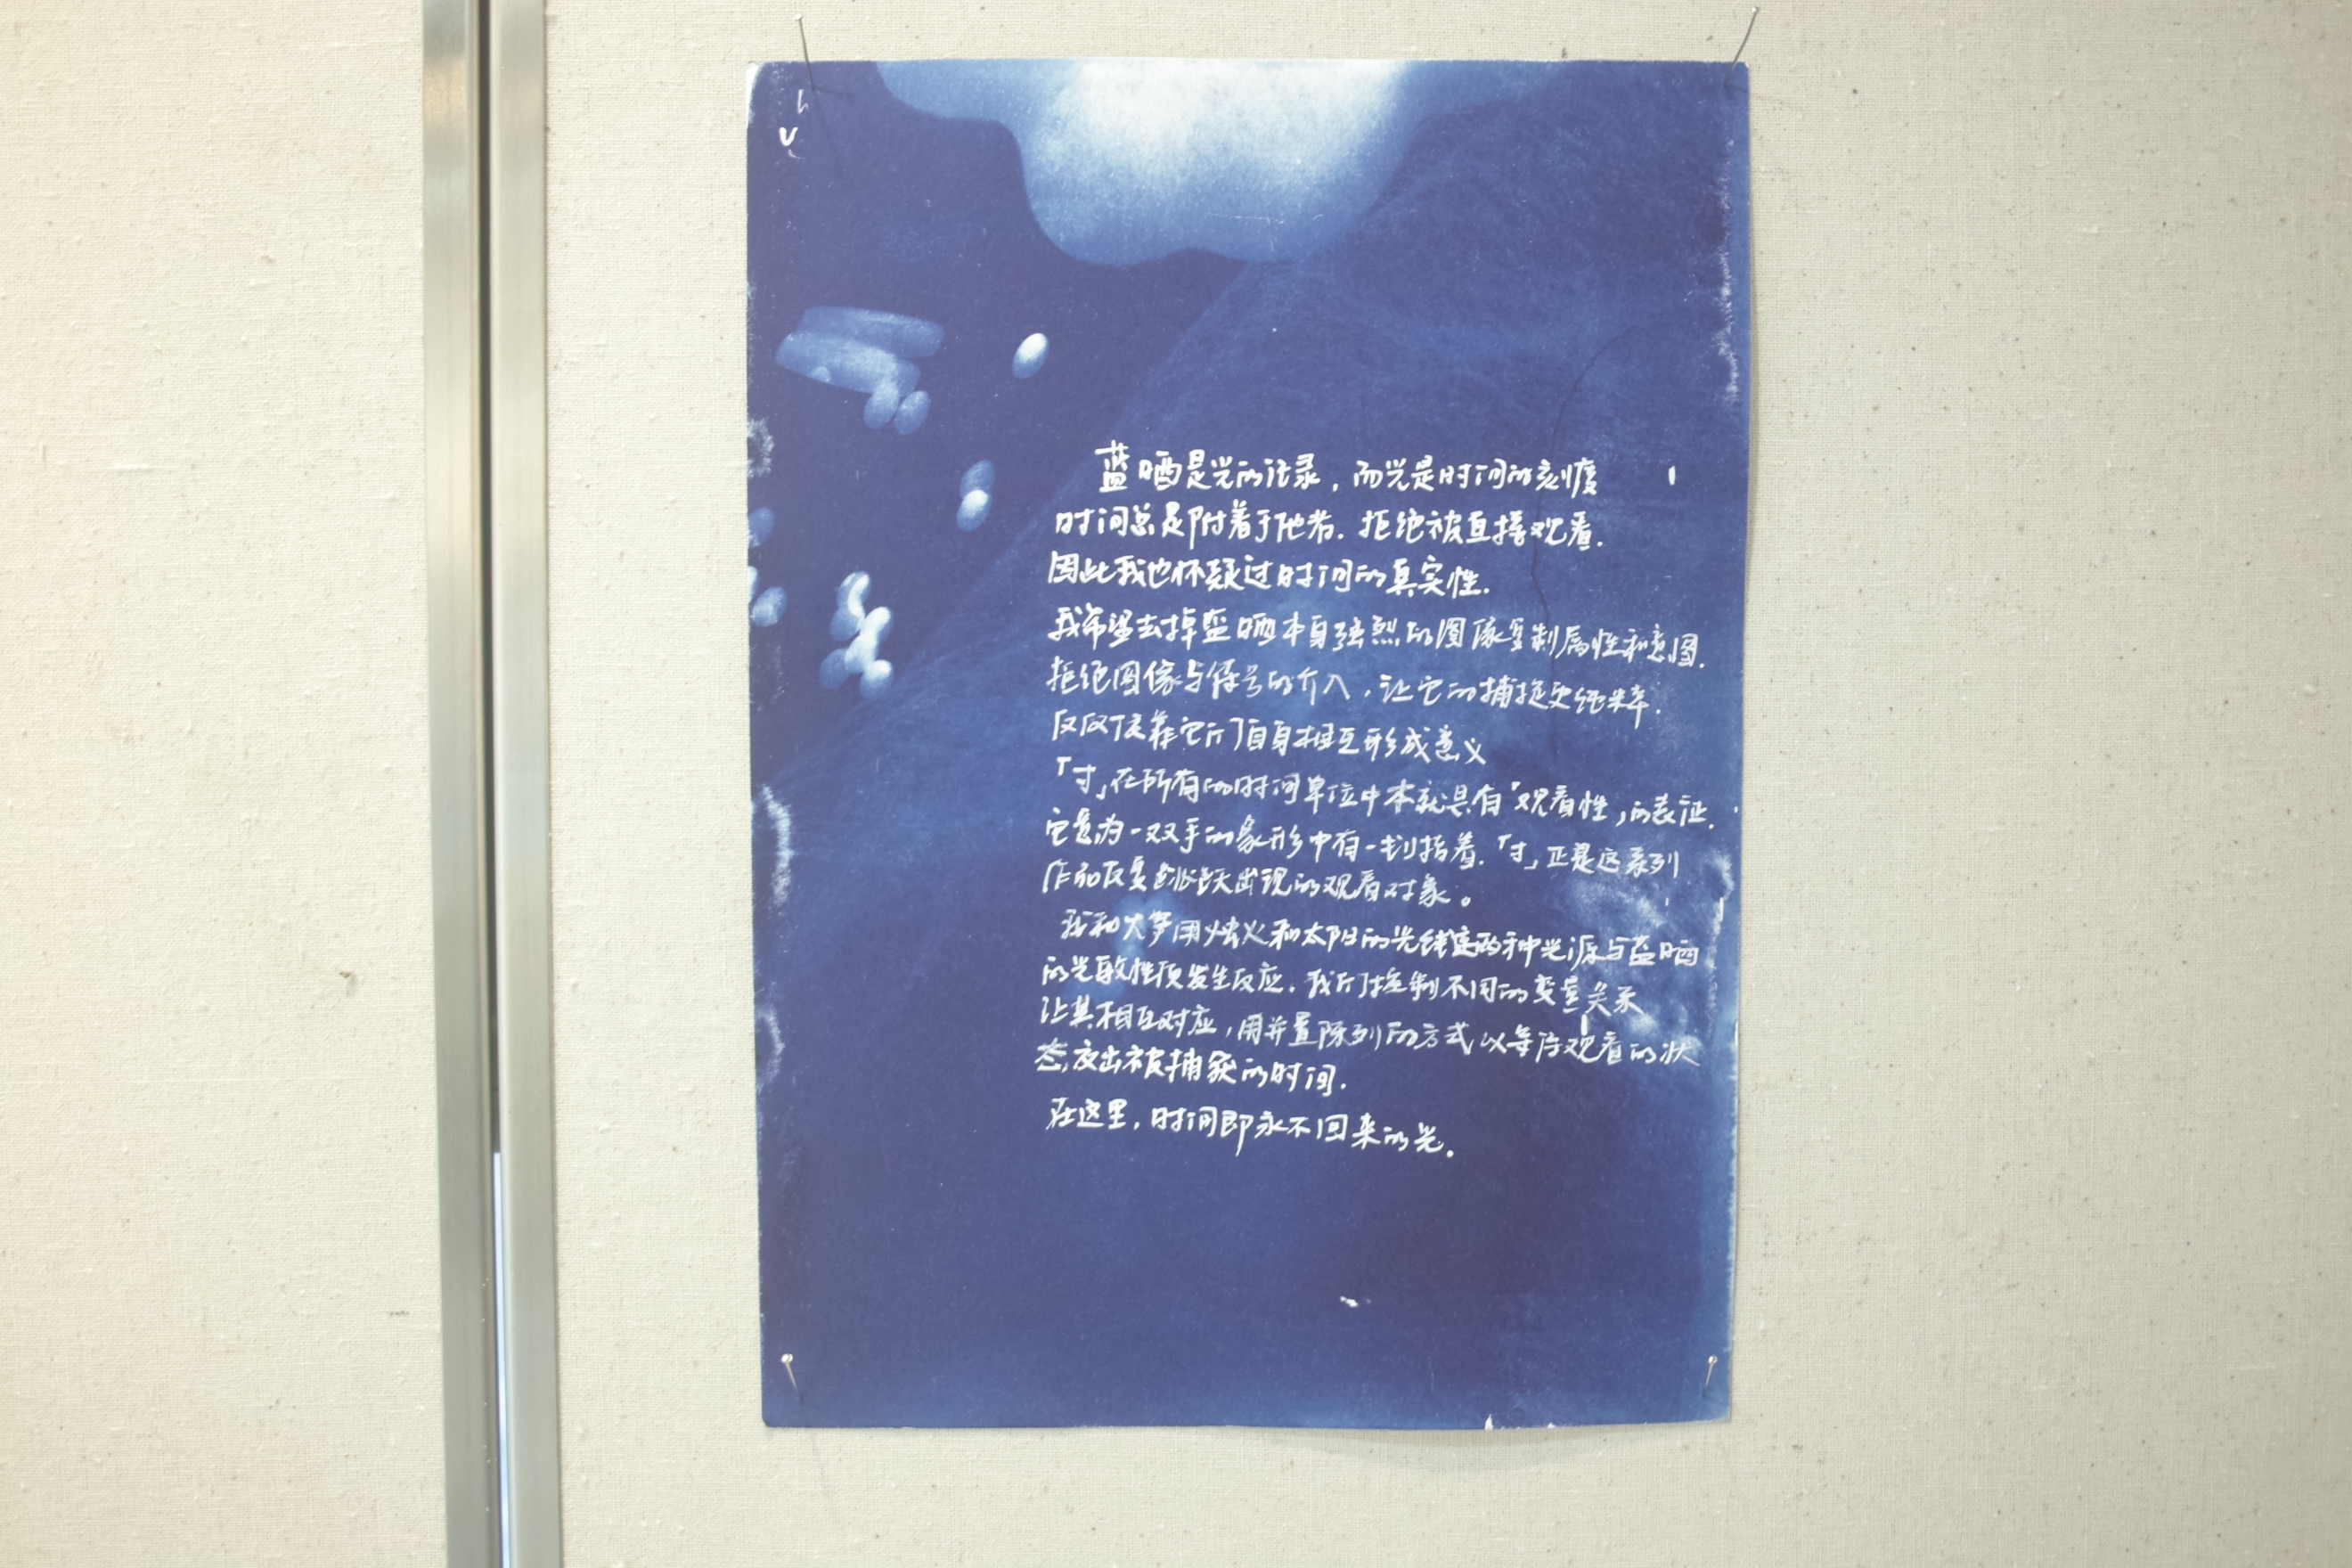 蓝晒是光的记录，而光是时间的刻度
时间总是附着于他者.拒绝被直接观看.
因此我也怀疑过时间的真实性.
我希望去掉蓝晒本身强烈的图像复制属性和意图.
拒绝图像与符号的介入，让它的捕捉更纯粹.
仅仅依靠它们自身相互形成意义
「寸」在所有的时间单位中本就具有「观看性」的表征.
它是为一双手的象形中有一划指着.「寸」正是这系列
作品反复跳跃出现的观看对象。
我和大笋用烛火和太阳的光线这两种光源与蓝晒
的光敏性质发生反应.我们控制不同的变量关系
让其相互对应，用并置陈列的方式以等待观看的状
态,反出被捕获的时间.
在这里，时间即永不回来的光.